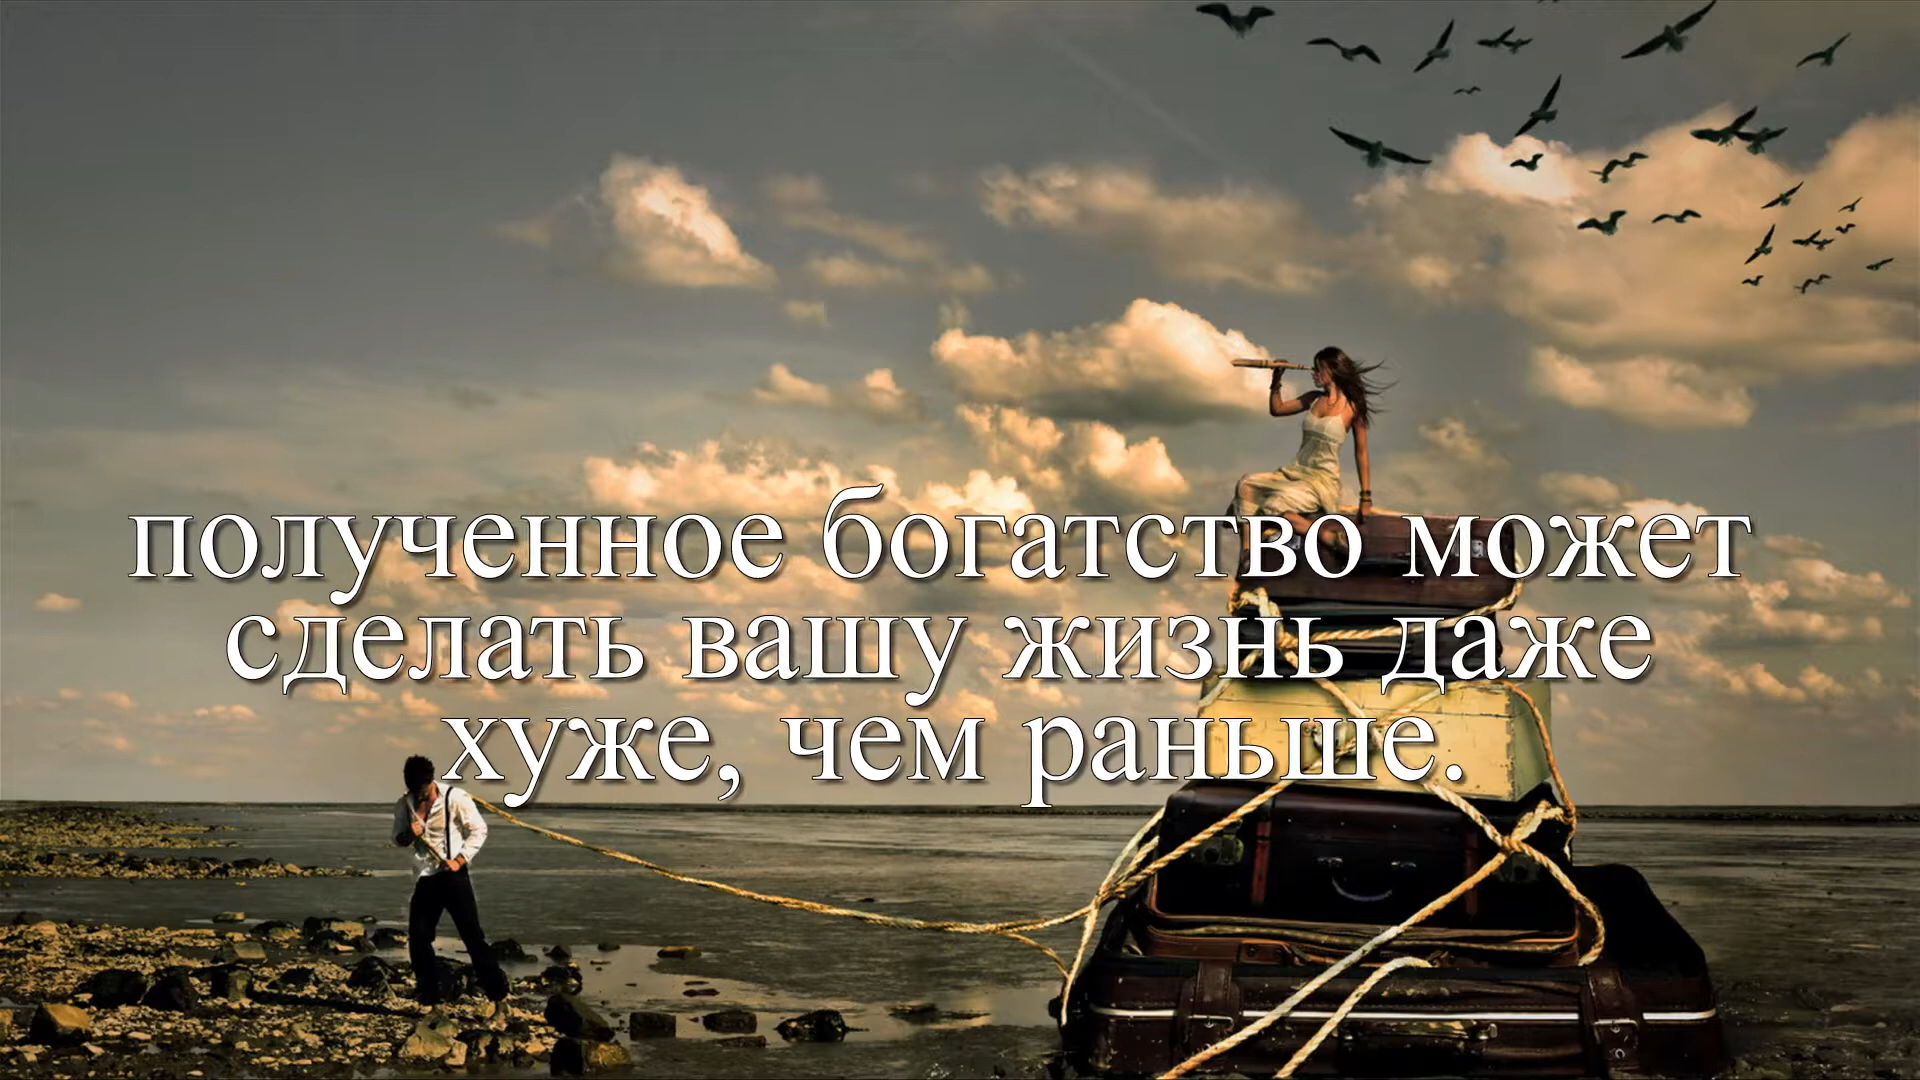 полученное богатство может
сделать вашу жизнь даже
хуже, чем раньше.